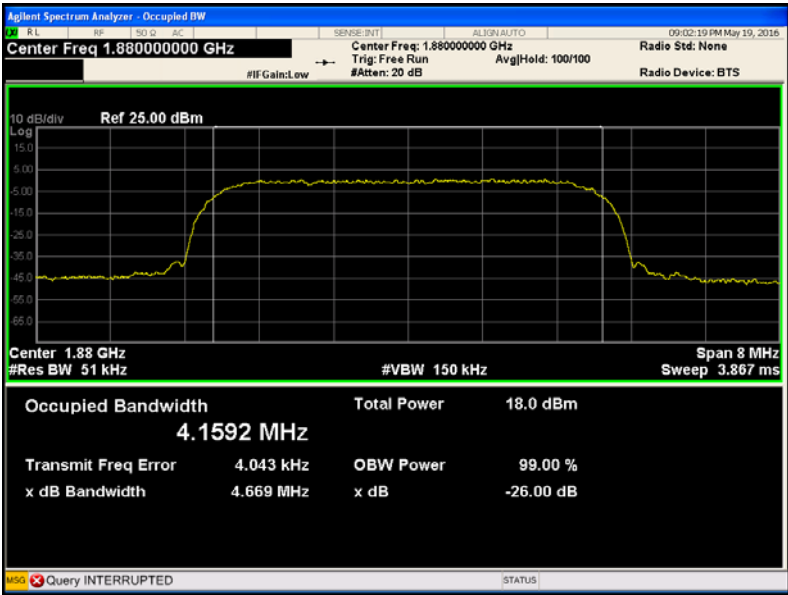 Agilent Spectrum Analyzer - Occupied BW
LXI RL RF 50 Ω AC SENSE:INT ALIGNAUTO 09:02:19 PM May 19, 2016
Center Freq 1.880000000 GHz Center Freq: 1.880000000 GHz Radio Std: None
Trig: Free Run Avg|Hold: 100/100
#IFGain:Low #Atten: 20 dB Radio Device: BTS
10 dB/div Ref 25.00 dBm
Log
15.0
5.00
-5.00
-15.0
-25.0
-35.0
-45.0
-55.0
-65.0
Center 1.88 GHz Span 8 MHz
#Res BW 51 kHz #VBW 150 kHz Sweep 3.867 ms
Occupied Bandwidth Total Power 18.0 dBm
4.1592 MHz
Transmit Freq Error 4.043 kHz OBW Power 99.00 %
x dB Bandwidth 4.669 MHz x dB -26.00 dB
MSG Query INTERRUPTED STATUS